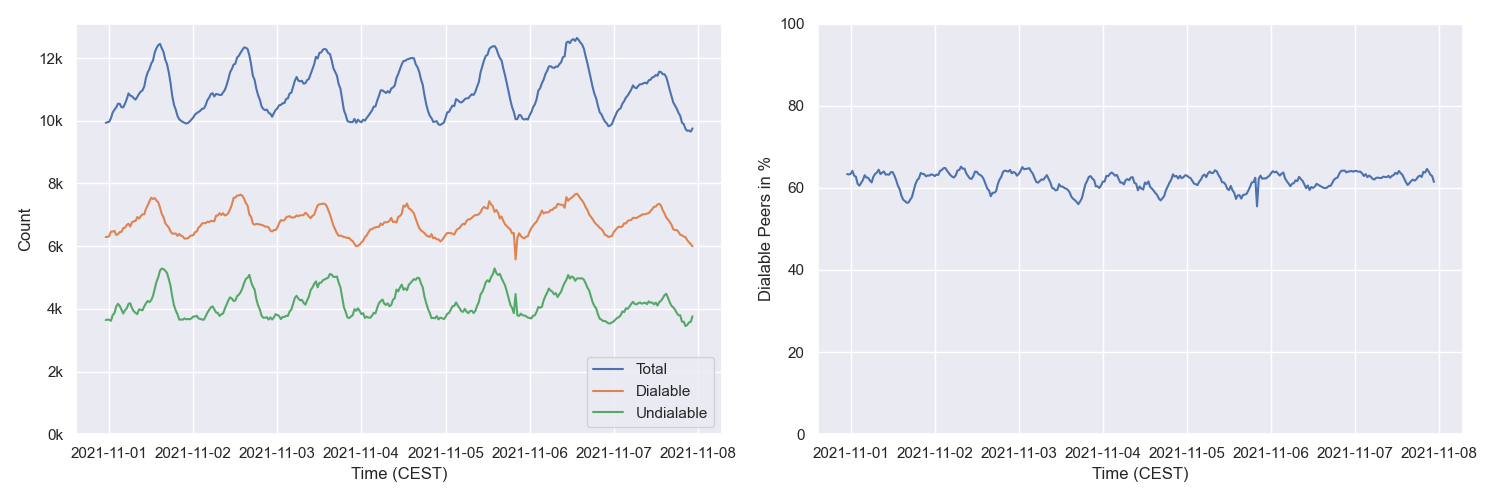 Count
12k
10k
8k
6k
4k
2k
0k
Total
Dialable
Undialable
2021-11-01 2021-11-02 2021-11-03 2021-11-04 2021-11-05 2021-11-06 2021-11-07 2021-11-08
Time (CEST)
Dialable Peers in %
100
80
60
40
20
0
2021-11-01 2021-11-02 2021-11-03 2021-11-04 2021-11-05 2021-11-06 2021-11-07 2021-11-08
Time (CEST)